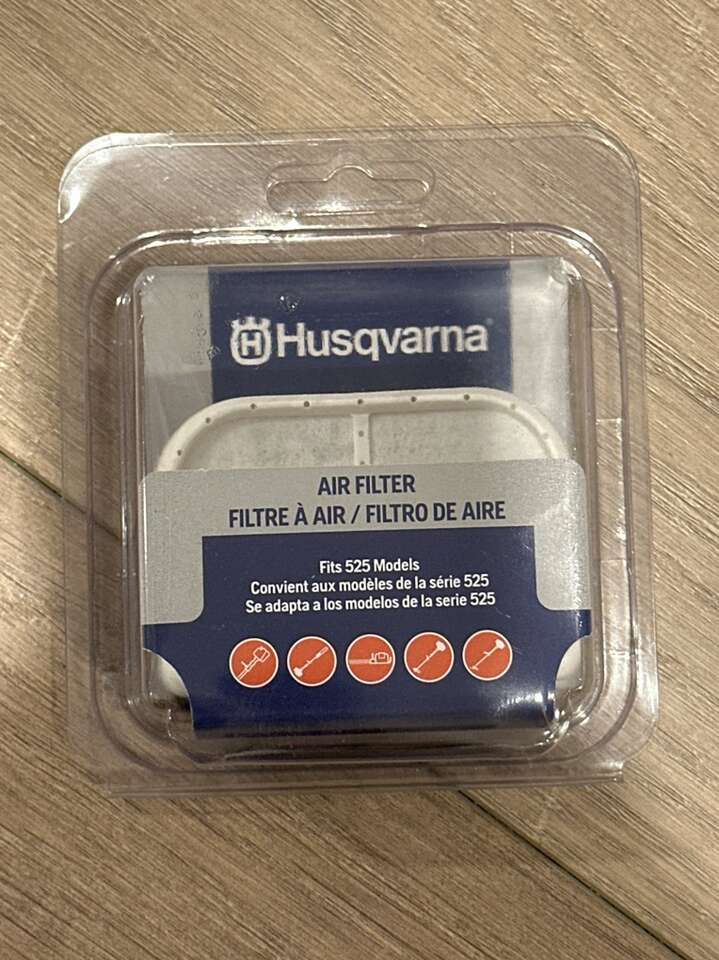 H Husqvarna
AIR FILTER
FILTRE À AIR / FILTRO DE AIRE
Fits 525 Models
Convient aux modèles de la série 525
Se adapta a los modelos de la serie 525